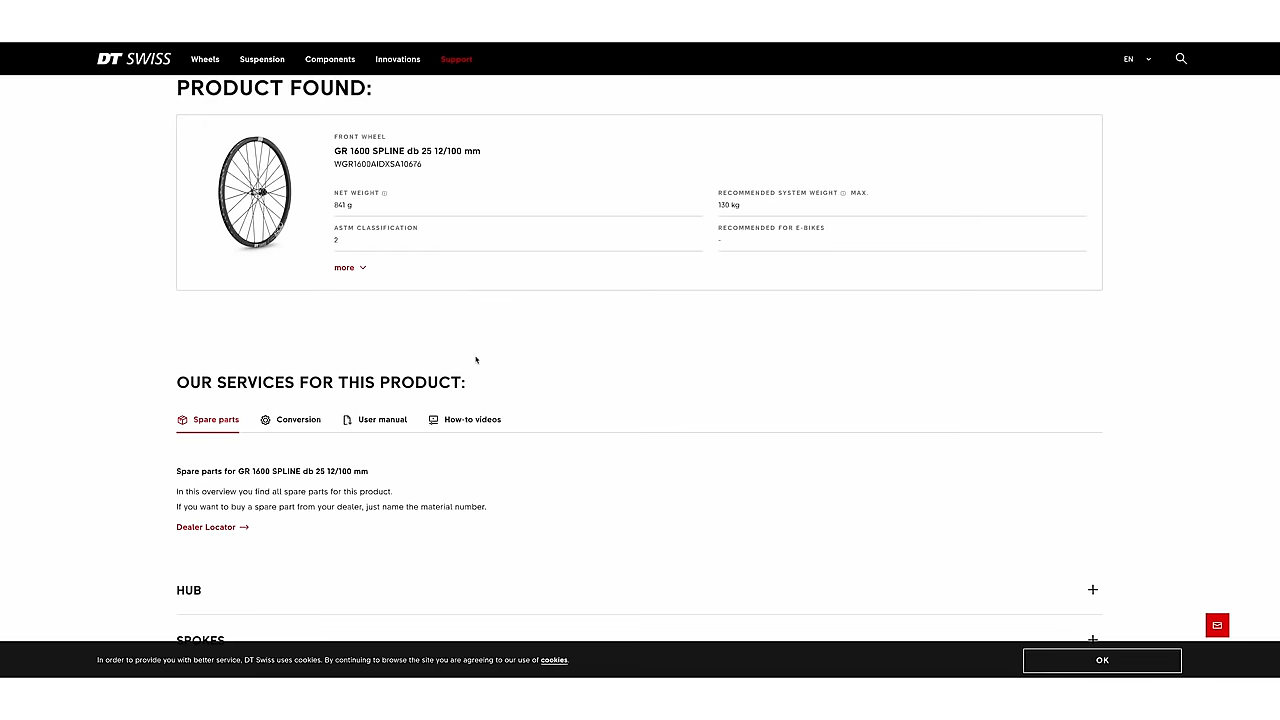 DT SWISS Wheels Suspension Components Innovations Support EN
PRODUCT FOUND:
FRONT WHEEL
GR 1600 SPLINE db 25 12/100 mm
WGR1600AIDXSA10676
NET WEIGHT RECOMMENDED SYSTEM WEIGHT MAX.
841 g 130 kg
ASTM CLASSIFICATION RECOMMENDED FOR E-BIKES
2 -
more
OUR SERVICES FOR THIS PRODUCT:
Spare parts Conversion User manual How-to videos
Spare parts for GR 1600 SPLINE db 25 12/100 mm
In this overview you find all spare parts for this product.
If you want to buy a spare part from your dealer, just name the material number.
Dealer Locator →
HUB +
SPOKES +
In order to provide you with better service, DT Swiss uses cookies. By continuing to browse the site you are agreeing to our use of cookies. OK